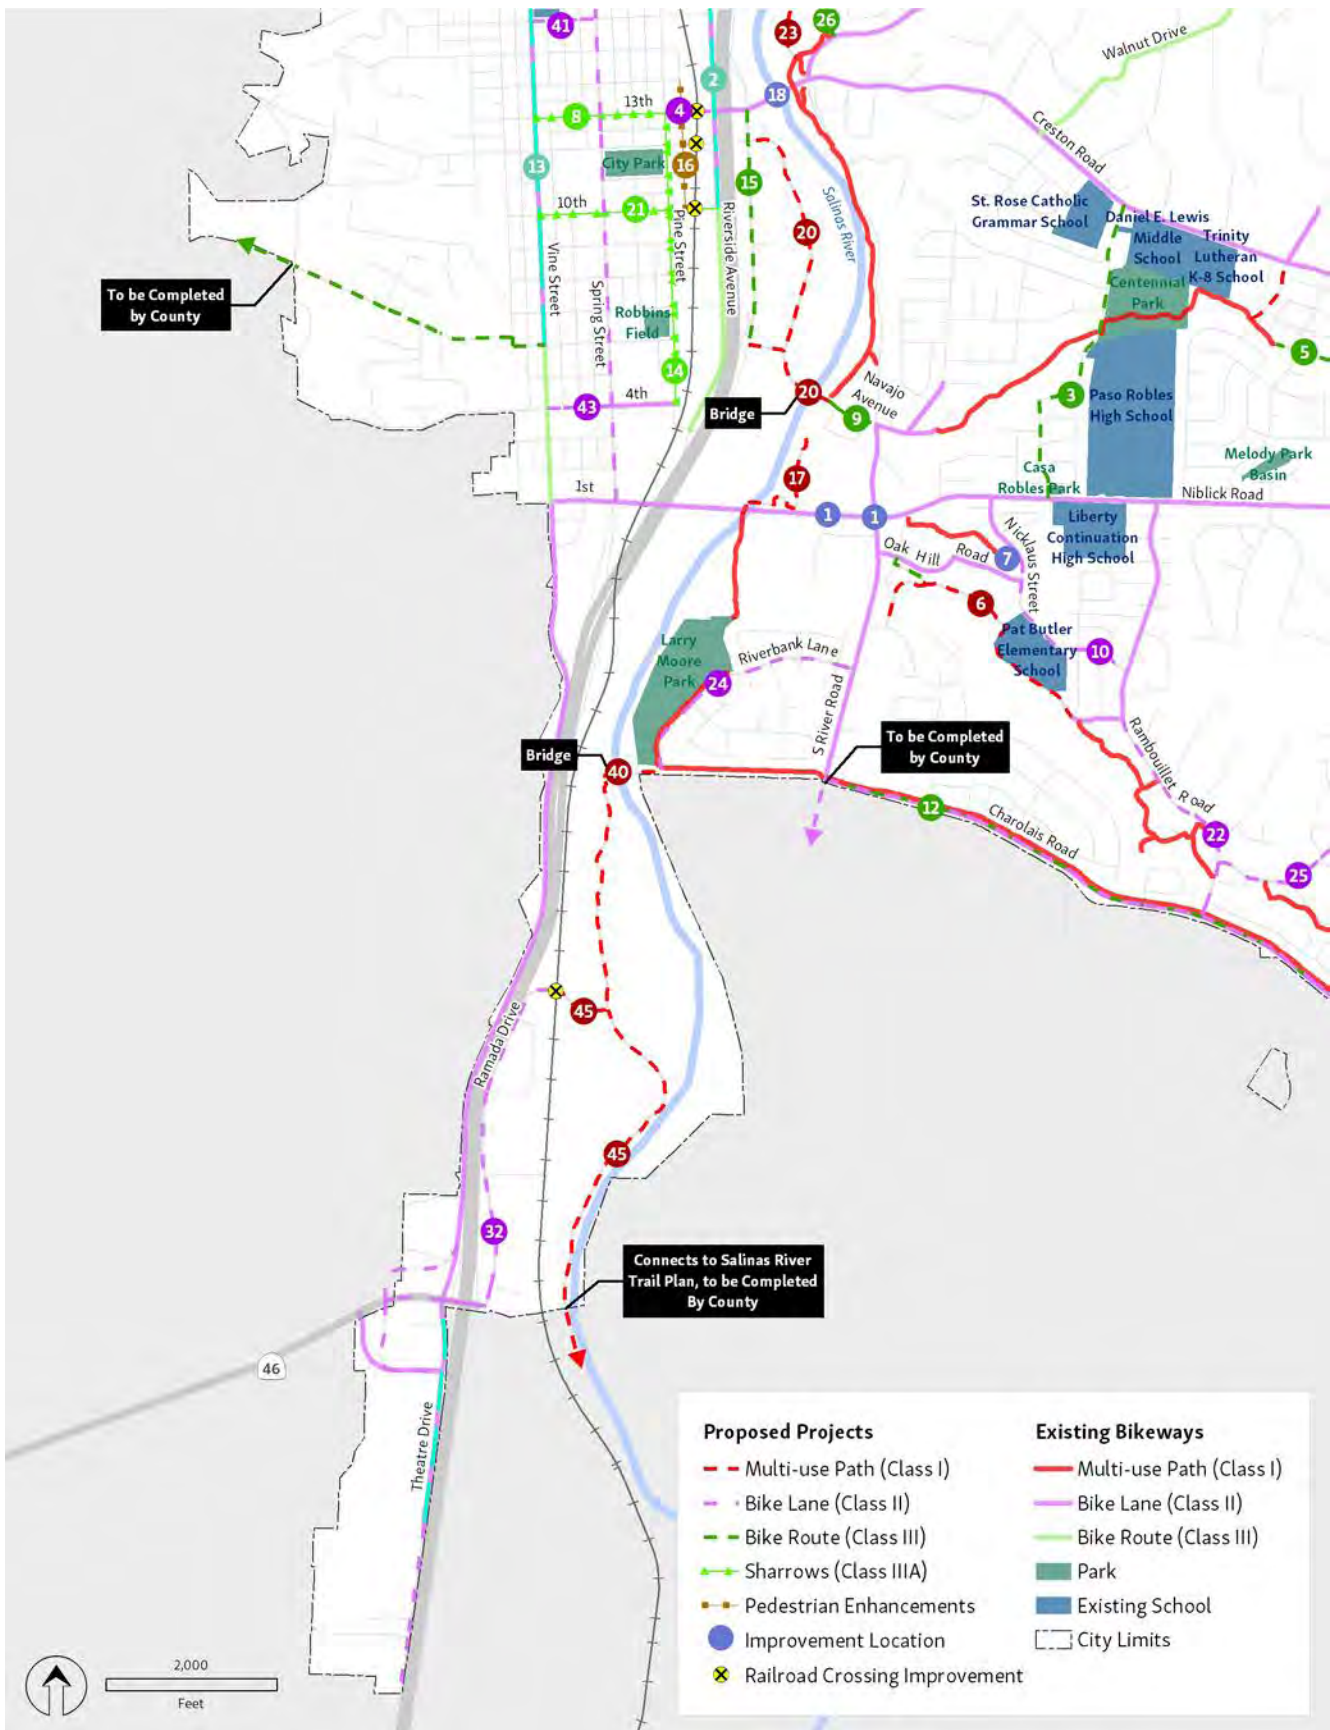 41
23
26
Walnut Drive
2
18
13th
4
8
Creston Road
City Park
16
13
15
St. Rose Catholic
Grammar School
Daniel E. Lewis
Middle
School
Trinity
Lutheran
K-8 School
10th
21
Pine Street
Riverside Avenue
20
Salinas River
Vine Street
Spring Street
Centennial
Park
To be Completed
by County
Robbins
Field
5
14
Navajo
Avenue
20
Bridge
3
Paso Robles
High School
4th
43
9
Melody Park
Basin
Casa
Robles Park
17
1st
Niblick Road
1
1
Liberty
Continuation
High School
Nicklaus Street
Oak Hill Road
7
6
Pat Butler
Elementary
School
10
Larry
Moore
Park
Riverbank Lane
24
S River Road
To be Completed
by County
Rambouillet Road
Bridge
40
12
Charolais Road
22
25
45
Ramada Drive
45
32
Connects to Salinas River
Trail Plan, to be Completed
By County
46
Theatre Drive
Proposed Projects
Multi-use Path (Class I)
Bike Lane (Class II)
Bike Route (Class III)
Sharrows (Class IIIA)
Pedestrian Enhancements
Improvement Location
Railroad Crossing Improvement
Existing Bikeways
Multi-use Path (Class I)
Bike Lane (Class II)
Bike Route (Class III)
Park
Existing School
City Limits
2,000
Feet